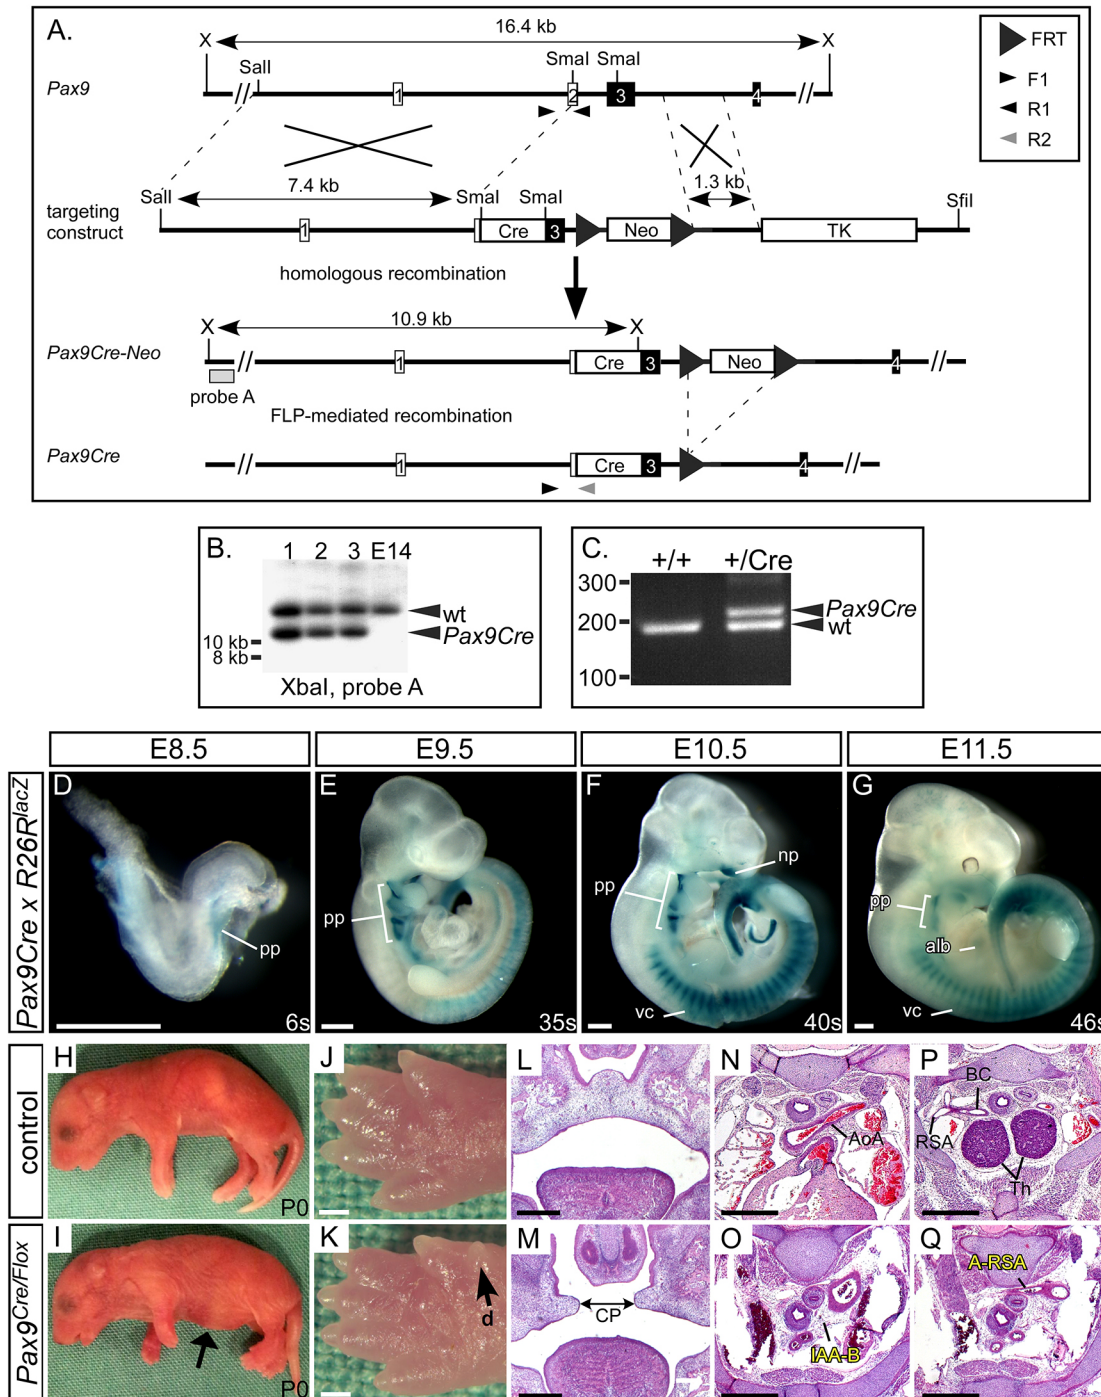 A.
16.4 kb
X
X
SalI
SmaI
SmaI
Pax9
1
2
3
4
FRT
F1
R1
R2
SalI
7.4 kb
SmaI
SmaI
1.3 kb
SfiI
targeting
construct
1
Cre
3
Neo
TK
homologous recombination
X
10.9 kb
X
Pax9Cre-Neo
1
Cre
3
Neo
4
probe A
FLP-mediated recombination
Pax9Cre
1
Cre
3
4
B.
1 2 3 E14
wt
Pax9Cre
10 kb
8 kb
XbaI, probe A
C.
+/+ +/Cre
300
200
100
Pax9Cre
wt
E8.5
E9.5
E10.5
E11.5
Pax9Cre x R26RlacZ
D
pp
6s
E
pp
35s
F
np
pp
vc
40s
G
pp
alb
vc
46s
control
H
P0
J
L
N
AoA
P
BC
RSA
Th
Pax9Cre/Flox
I
P0
K
d
M
CP
O
IAA-B
Q
A-RSA